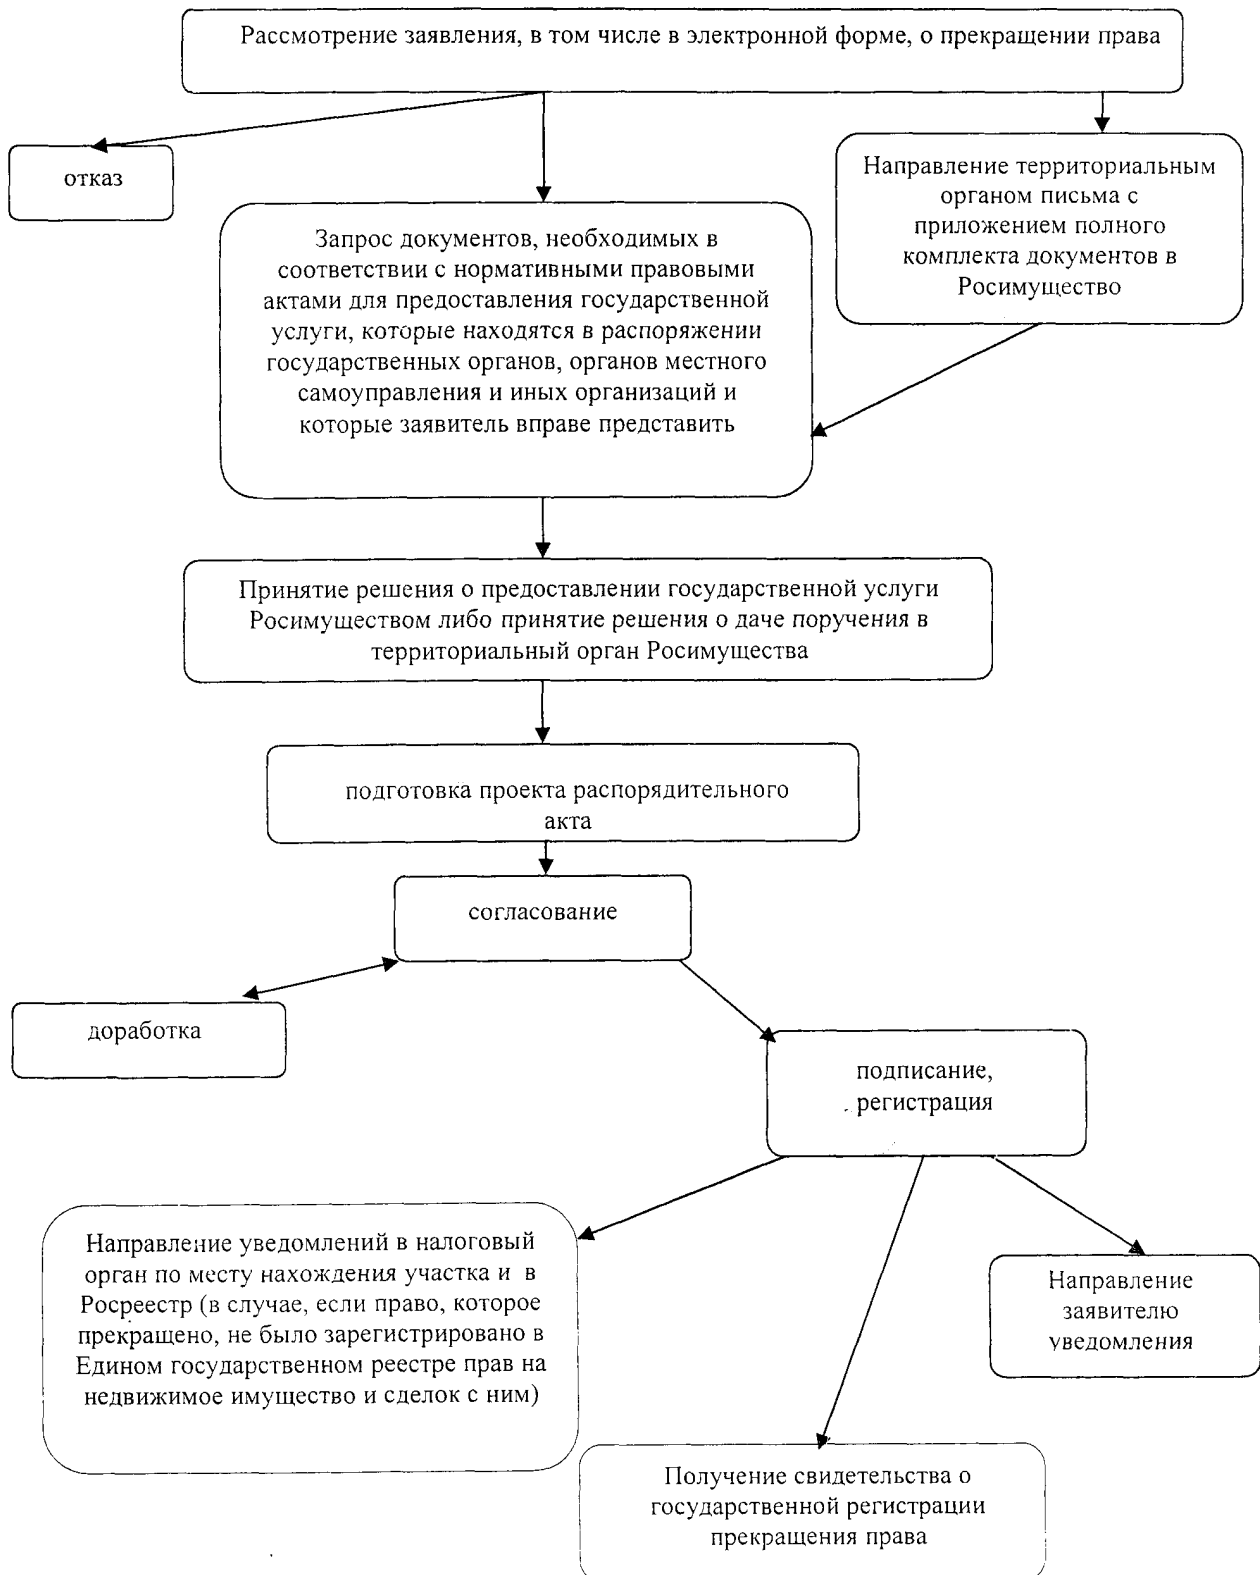 Рассмотрение заявления, в том числе в электронной форме, о прекращении права
отказ
Направление территориальным
органом письма с
приложением полного
комплекта документов в
Росимущество
Запрос документов, необходимых в
соответствии с нормативными правовыми
актами для предоставления государственной
услуги, которые находятся в распоряжении
государственных органов, органов местного
самоуправления и иных организаций и
которые заявитель вправе представить
Принятие решения о предоставлении государственной услуги
Росимуществом либо принятие решения о даче поручения в
территориальный орган Росимущества
подготовка проекта распорядительного
акта
согласование
доработка
подписание,
регистрация
Направление уведомлений в налоговый
орган по месту нахождения участка и в
Росреестр (в случае, если право, которое
прекращено, не было зарегистрировано в
Едином государственном реестре прав на
недвижимое имущество и сделок с ним)
Направление
заявителю
уведомления
Получение свидетельства о
государственной регистрации
прекращения права